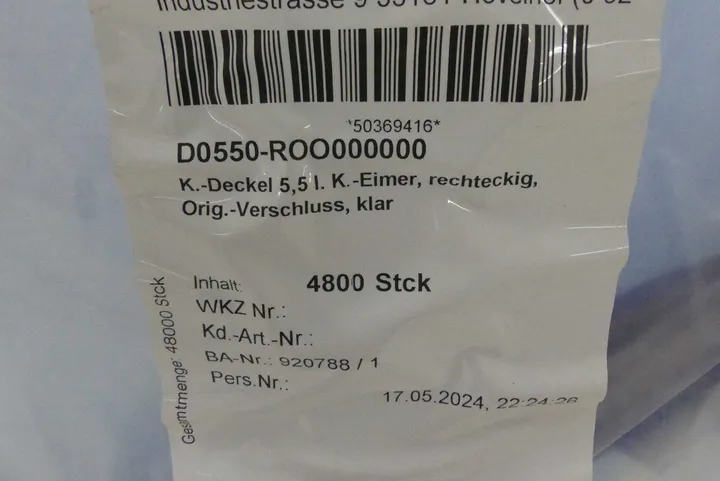 9
*50369416*
D0550-ROO000000
K.-Deckel 5,5 l. K.-Eimer, rechteckig,
Orig.-Verschluss, klar
Inhalt: 4800 Stck
WKZ Nr.:
Kd.-Art.-Nr.:
BA-Nr.: 920788 / 1
Pers.Nr.:
17.05.2024, 22:24:26
Gesamtmenge: 48000 Stck